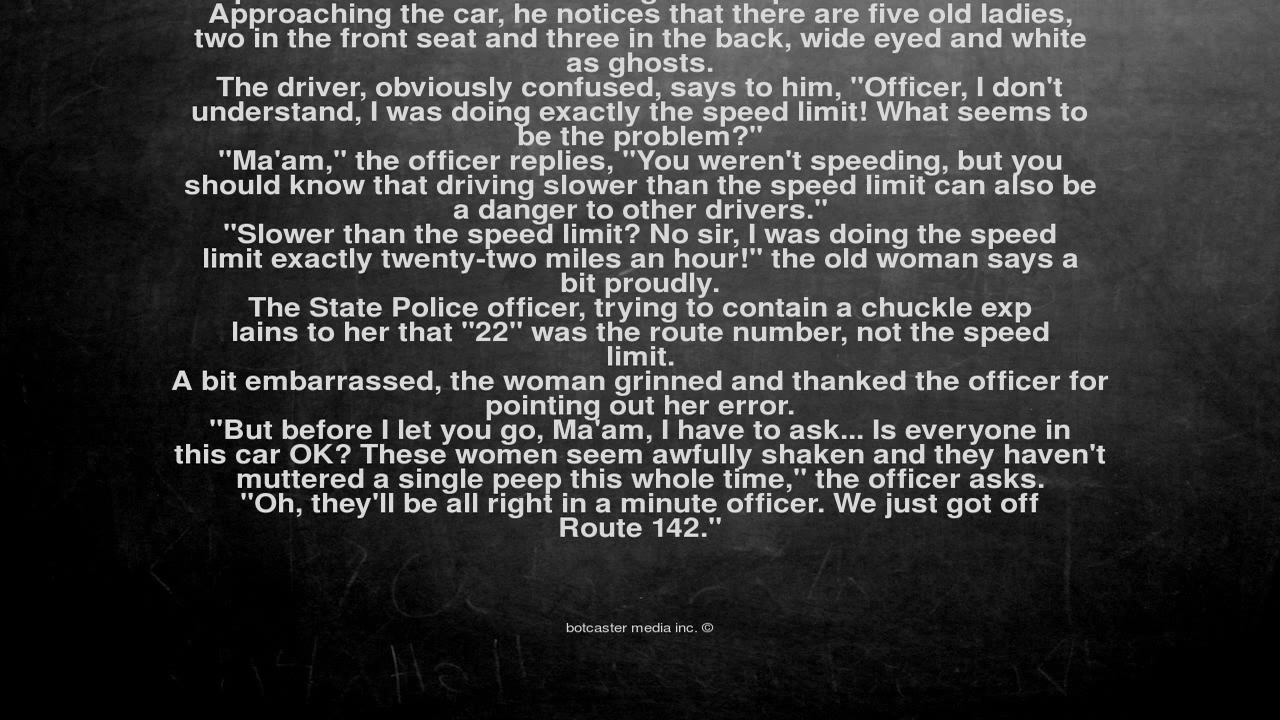 Approaching the car, he notices that there are five old ladies,
two in the front seat and three in the back, wide eyed and white
as ghosts.
The driver, obviously confused, says to him, "Officer, I don't
understand, I was doing exactly the speed limit! What seems to
be the problem?"
"Ma'am," the officer replies, "You weren't speeding, but you
should know that driving slower than the speed limit can also be
a danger to other drivers."
"Slower than the speed limit? No sir, I was doing the speed
limit exactly twenty-two miles an hour!" the old woman says a
bit proudly.
The State Police officer, trying to contain a chuckle exp
lains to her that "22" was the route number, not the speed
limit.
A bit embarrassed, the woman grinned and thanked the officer for
pointing out her error.
"But before I let you go, Ma'am, I have to ask... Is everyone in
this car OK? These women seem awfully shaken and they haven't
muttered a single peep this whole time," the officer asks.
"Oh, they'll be all right in a minute officer. We just got off
Route 142."
botcaster media inc. ©